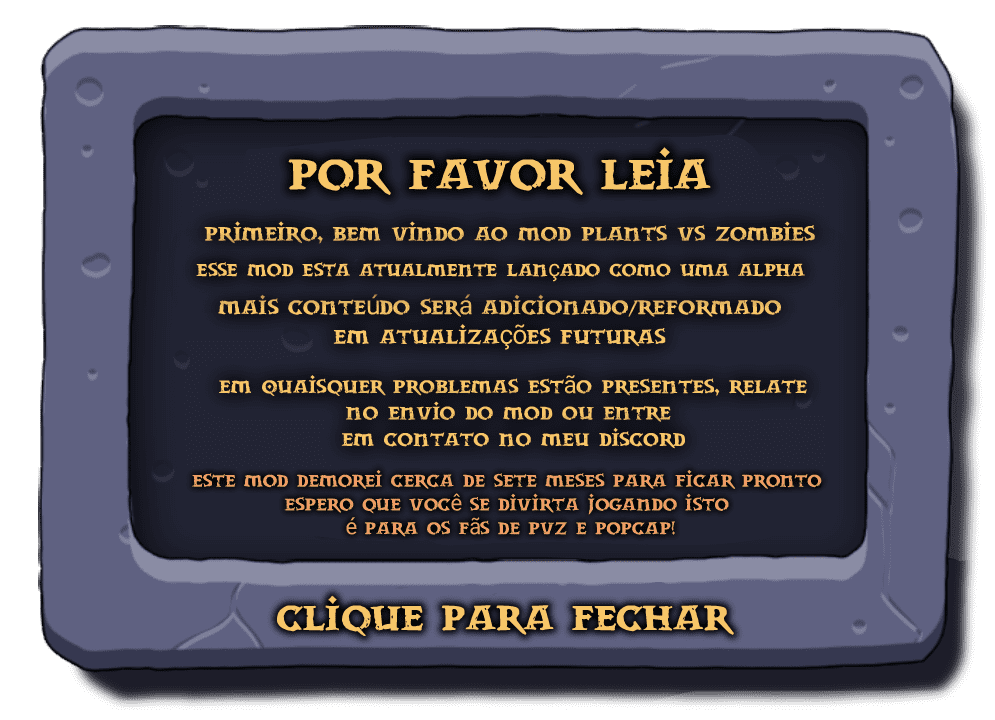 POR FAVOR LEIA
PRIMEIRO, BEM VINDO AO MOD PLANTS VS ZOMBIES
ESSE MOD ESTA ATUALMENTE LANÇADO COMO UMA ALPHA
MAIS CONTEÚDO SERÁ ADICIONADO/REFORMADO
EM ATUALIZAÇÕES FUTURAS
EM QUAISQUER PROBLEMAS ESTÃO PRESENTES, RELATE
NO ENVIO DO MOD OU ENTRE
EM CONTATO NO MEU DISCORD
ESTE MOD DEMOREI CERCA DE SETE MESES PARA FICAR PRONTO
ESPERO QUE VOCÊ SE DIVIRTA JOGANDO ISTO
É PARA OS FÃS DE PVZ E POPCAP!
CLIQUE PARA FECHAR